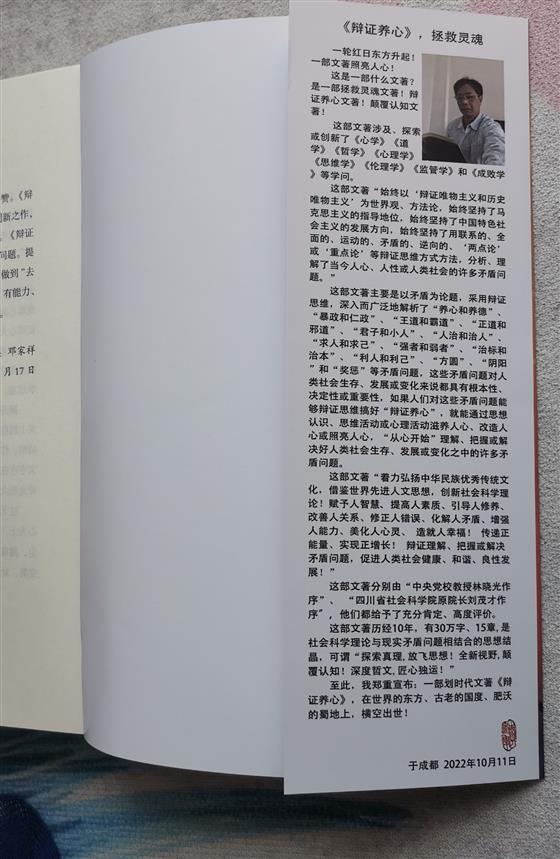 赞。《辩
新之作,
。《辩证
问题。提
做到“去
有能力、
邓家祥
月 17 日
《辩证养心》，拯救灵魂
一轮红日东方升起！
一部文著照亮人心！
这是一部什么文著？
是一部拯救灵魂文著！辩
证养心文著！颠覆认知文
著！
这部文著涉及、探索
或创新了《心学》《道
学》《哲学》《心理学》
《思维学》《伦理学》《监管学》和《成败学
》等学问。
这部文著“始终以‘辩证唯物主义和历史
唯物主义’为世界观、方法论，始终坚持了马
克思主义的指导地位，始终坚持了中国特色社
会主义的发展方向，始终坚持了用联系的、全
面的、运动的、矛盾的、逆向的、‘两点论’
或‘重点论’等辩证思维方式方法，分析、理
解了当今人心、人性或人类社会的许多矛盾问
题。”
这部文著主要是以矛盾为论题，采用辩证
思维，深入而广泛地解析了“养心和养德”、
“暴政和仁政”、“王道和霸道”、“正道和
邪道”、“君子和小人”、“人治和治人”、
“求人和求己”、“强者和弱者”、“治标和
治本”、“利人和利己”、“方圆”、“阴阳
”和“奖惩”等矛盾问题，这些矛盾问题对人
类社会生存、发展或变化来说都具有根本性、
决定性或重要性，如果人们对这些矛盾问题能
够辩证思维搞好“辩证养心”，就能通过思想
认识、思维活动或心理活动滋养人心、改造人
心或照亮人心，“从心开始”理解、把握或解
决好人类社会生存、发展或变化之中的许多矛
盾问题。
这部文著“着力弘扬中华民族优秀传统文
化，借鉴世界先进人文思想，创新社会科学理
论！赋予人智慧、提高人素质、引导人修养、
改善人关系、修正人错误、化解人矛盾、增强
人能力、美化人心灵、 造就人幸福！ 传递正
能量、实现正增长！ 辩证理解、把握或解决
矛盾问题，促进人类社会健康、和谐、良性发
展！”
这部文著分别由“中央党校教授林晓光作
序”、 “四川省社会科学院原院长刘茂才作
序”，他们都给予了充分肯定、高度评价。
这部文著历经10年，有30万字、15章,是
社会科学理论与现实矛盾问题相结合的思想结
晶，可谓“探索真理,放飞思想！全新视野,颠
覆认知！深度哲文,匠心独运！”
至此，我郑重宣布：一部划时代文著《辩
证养心》，在世界的东方、古老的国度、肥沃
的蜀地上，横空出世！
于成都 2022年10月11日